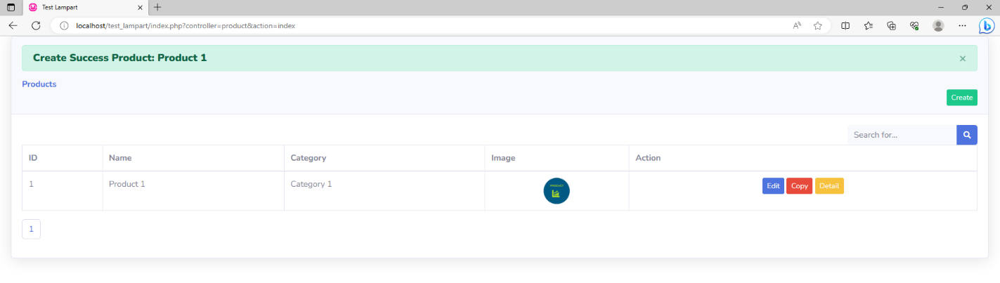 Test Lampart
localhost/test_lampart/index.php?controller=product&action=index
Create Success Product: Product 1
Products
Create
Search for...
ID Name Category Image Action
1 Product 1 Category 1 PRODUCT Edit Copy Detail
1